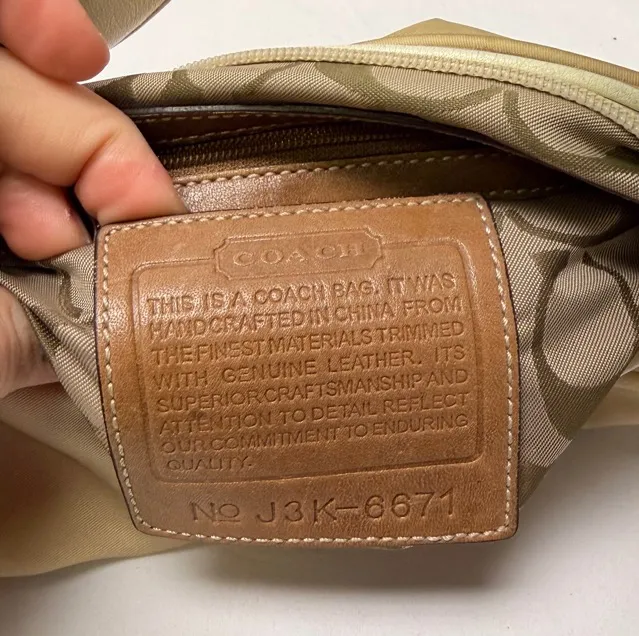 COACH
THIS IS A COACH BAG. IT WAS
HANDCRAFTED IN CHINA FROM
THE FINEST MATERIALS TRIMMED
WITH GENUINE LEATHER. ITS
SUPERIOR CRAFTSMANSHIP AND
ATTENTION TO DETAIL REFLECT
OUR COMMITMENT TO ENDURING
QUALITY.
No J3K-6671